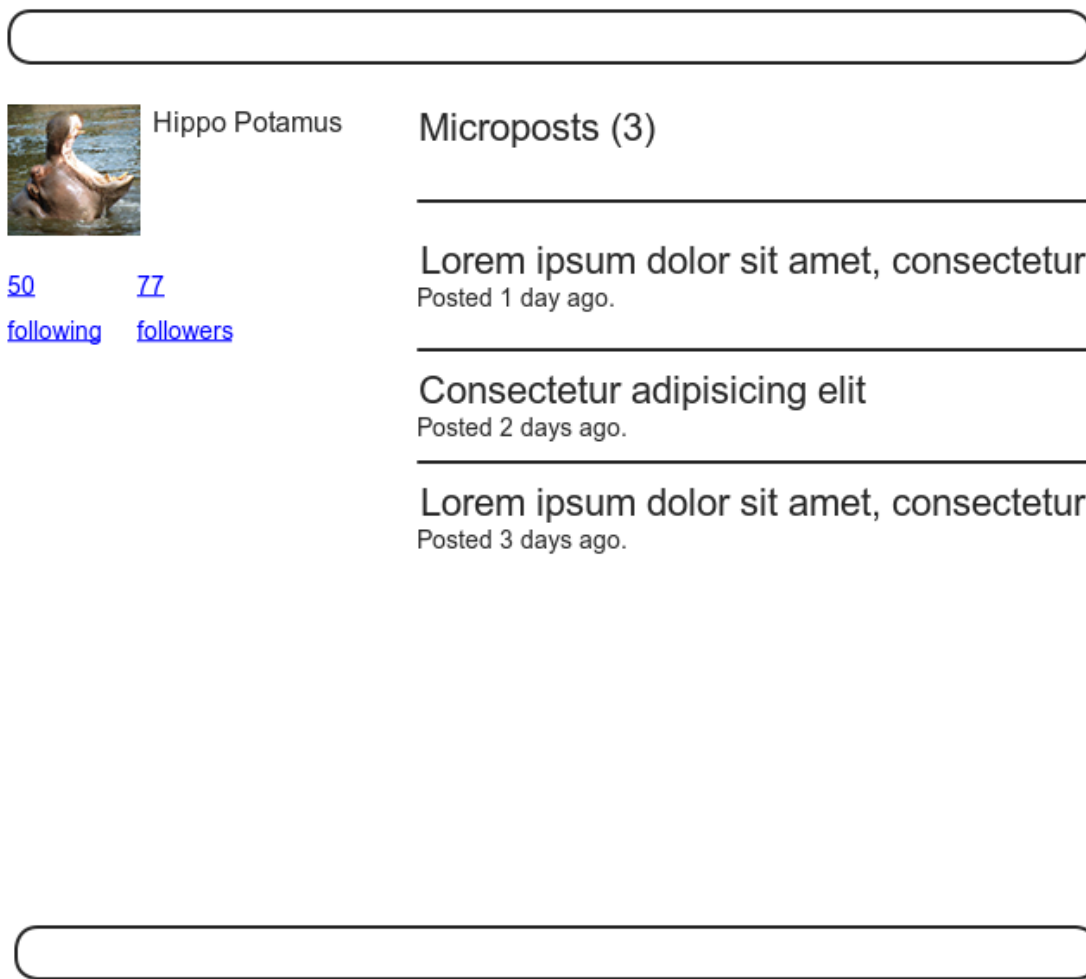 Hippo Potamus
50 77
following followers
Microposts (3)
Lorem ipsum dolor sit amet, consectetur
Posted 1 day ago.
Consectetur adipisicing elit
Posted 2 days ago.
Lorem ipsum dolor sit amet, consectetur
Posted 3 days ago.